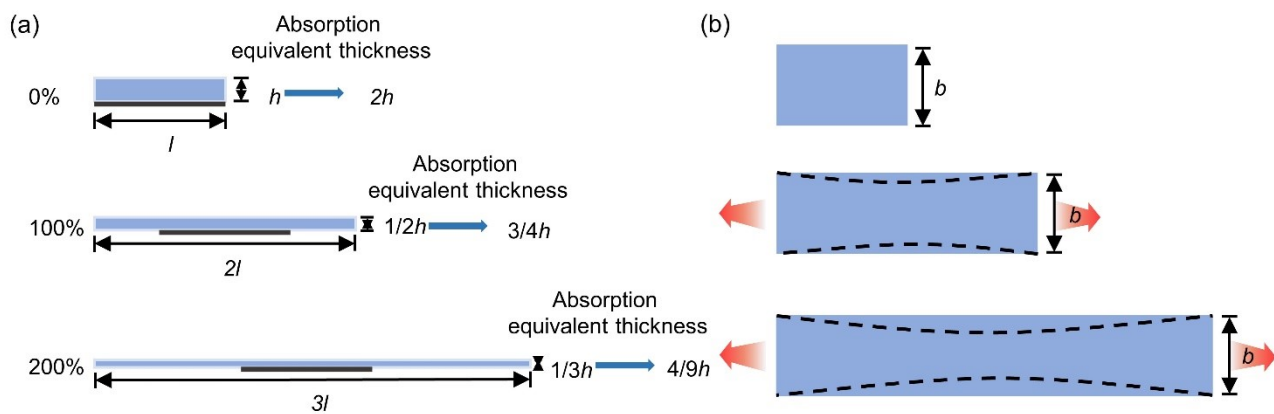 (a)
Absorption
equivalent thickness
0%
h
2h
l
Absorption
equivalent thickness
100%
1/2h
3/4h
2l
Absorption
equivalent thickness
200%
1/3h
4/9h
3l
(b)
b
b
b